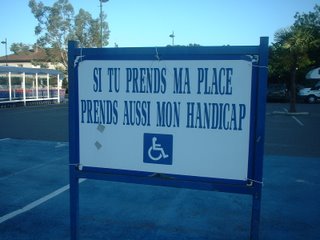 SI TU PRENDS MA PLACE
PRENDS AUSSI MON HANDICAP